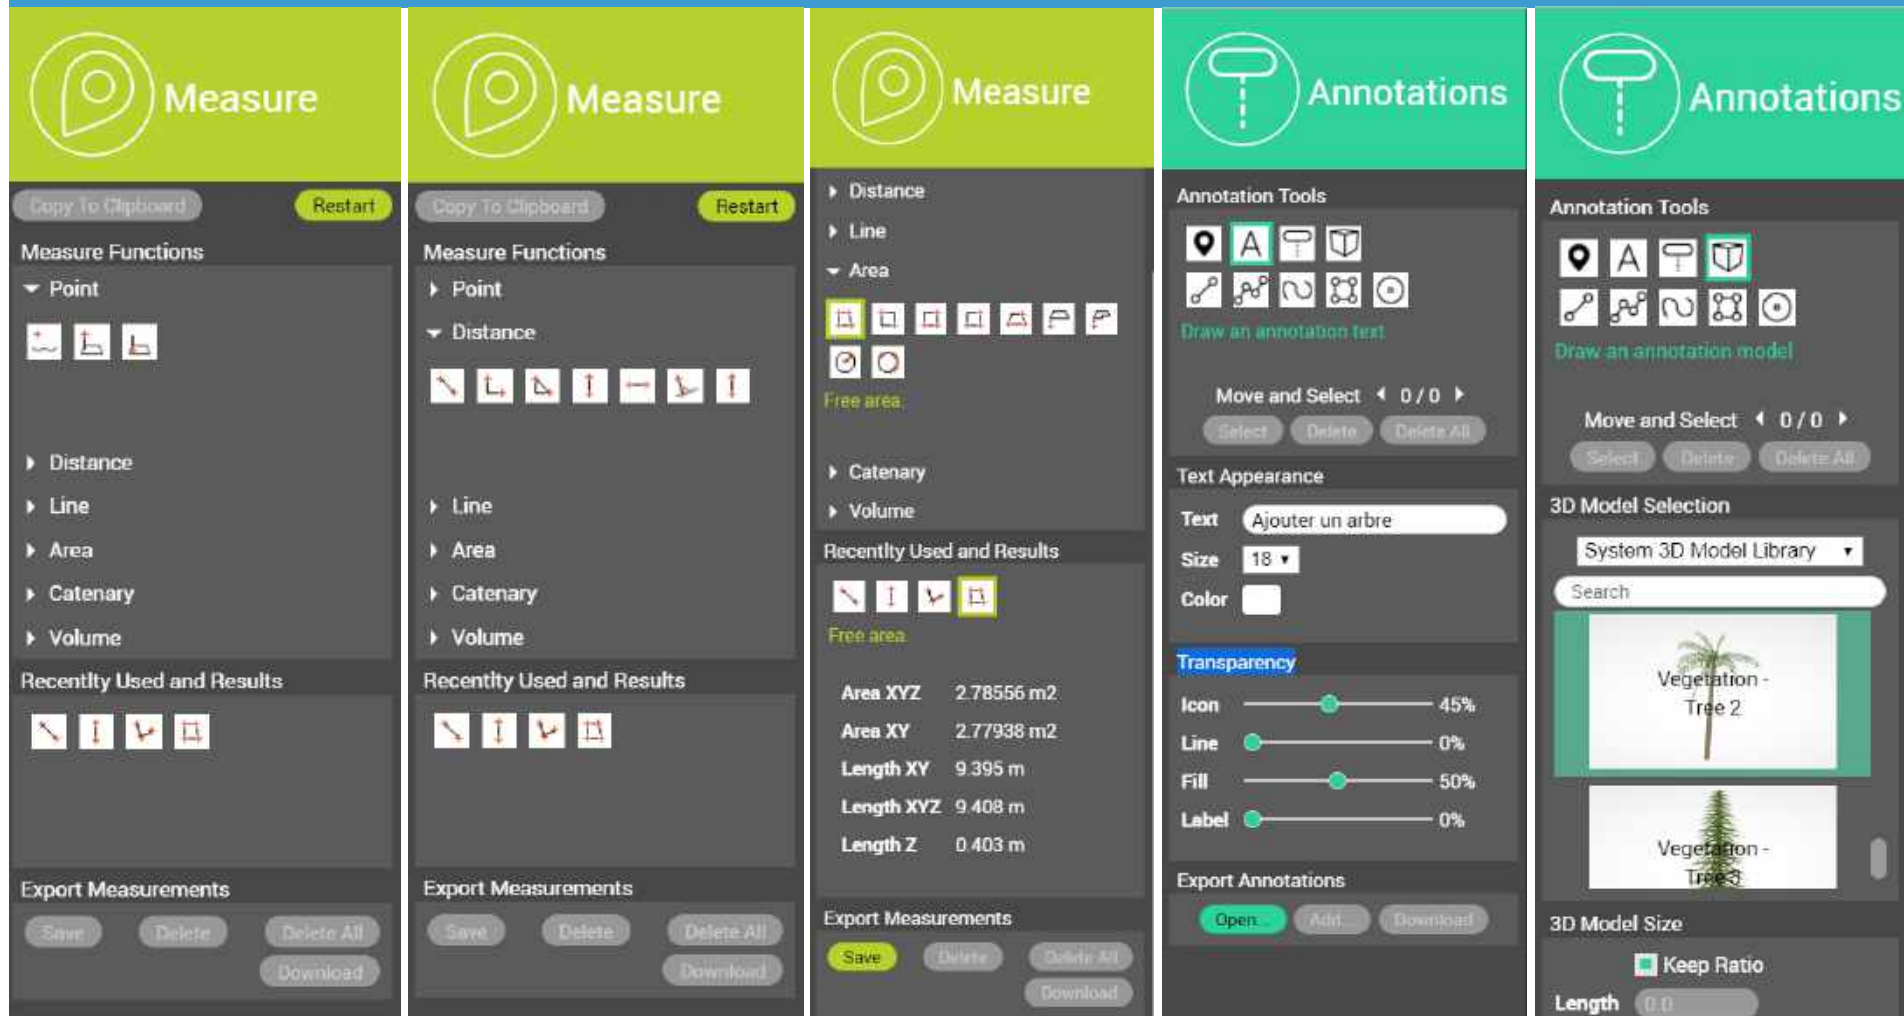 Measure
Copy To Clipboard
Restart
Measure Functions
Point
Distance
Line
Area
Catenary
Volume
Recentlty Used and Results
Export Measurements
Save
Delete
Delete All
Download
Measure
Copy To Clipboard
Restart
Measure Functions
Point
Distance
Line
Area
Catenary
Volume
Recentlty Used and Results
Export Measurements
Save
Delete
Delete All
Download
Measure
Distance
Line
Area
Free area:
Catenary
Volume
Recentlty Used and Results
Free area
Area XYZ 2.78556 m2
Area XY 2.77938 m2
Length XY 9.395 m
Length XYZ 9.408 m
Length Z 0.403 m
Export Measurements
Save
Delete
Delete All
Download
Annotations
Annotation Tools
A
Draw an annotation text
Move and Select 0 / 0
Select
Delete
Delete All
Text Appearance
Text Ajouter un arbre
Size 18
Color
Transparency
Icon 45%
Line 0%
Fill 50%
Label 0%
Export Annotations
Open...
Add...
Download
Annotations
Annotation Tools
A
Draw an annotation model
Move and Select 0 / 0
Select
Delete
Delete All
3D Model Selection
System 3D Model Library
Search
Vegetation -
Tree 2
Vegetation -
Tree 3
3D Model Size
Keep Ratio
Length 0.0